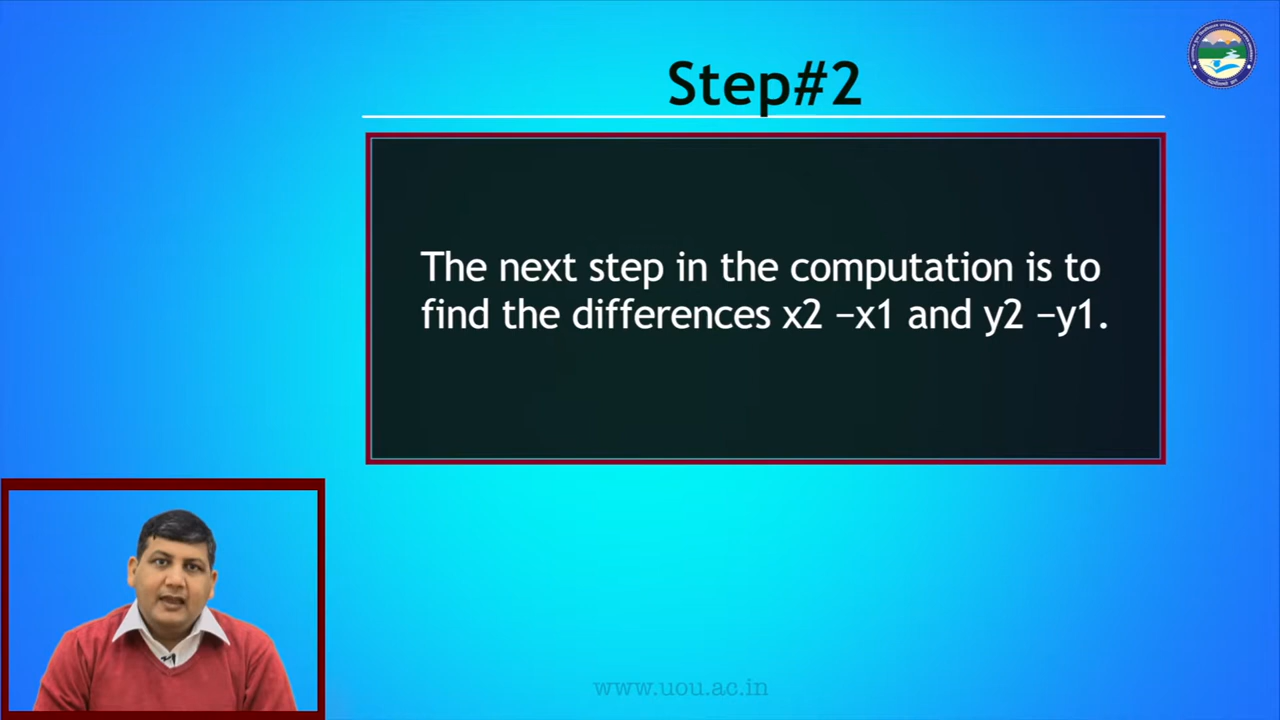 Step#2
The next step in the computation is to
find the differences x2 −x1 and y2 −y1.
www.uou.ac.in